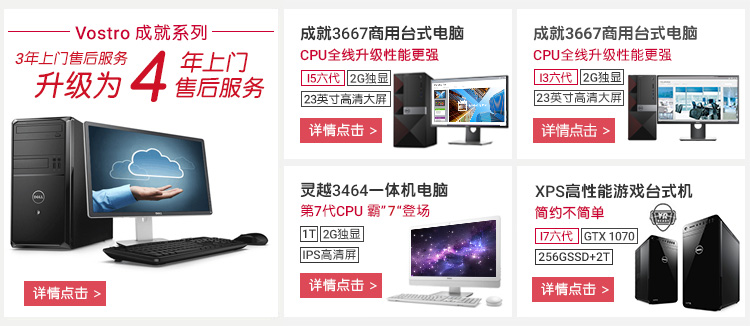 Vostro 成就系列
3年上门售后服务
升级为 4 年上门
售后服务
DELL
详情点击 >
成就3667商用台式电脑
CPU全线升级性能更强
I5六代 2G独显
23英寸高清大屏
详情点击 >
成就3667商用台式电脑
CPU全线升级性能更强
I3六代 2G独显
23英寸高清大屏
详情点击 >
灵越3464一体机电脑
第7代CPU 霸”7“登场
1T 2G独显
IPS高清屏
详情点击 >
XPS高性能游戏台式机
简约不简单
I7六代 GTX 1070
256GSSD+2T
详情点击 >
VR